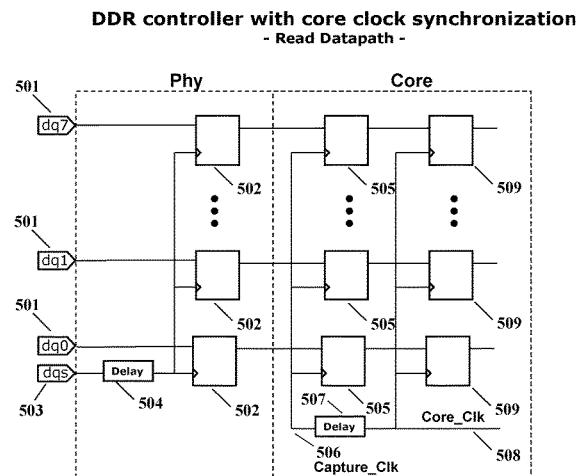 DDR controller with core clock synchronization
- Read Datapath -
Phy
Core
501
dq7
502
505
509
501
dq1
502
505
509
501
dq0
dqs
Delay
503
504
502
507
505
509
Delay
Core_Clk
506
508
Capture_Clk